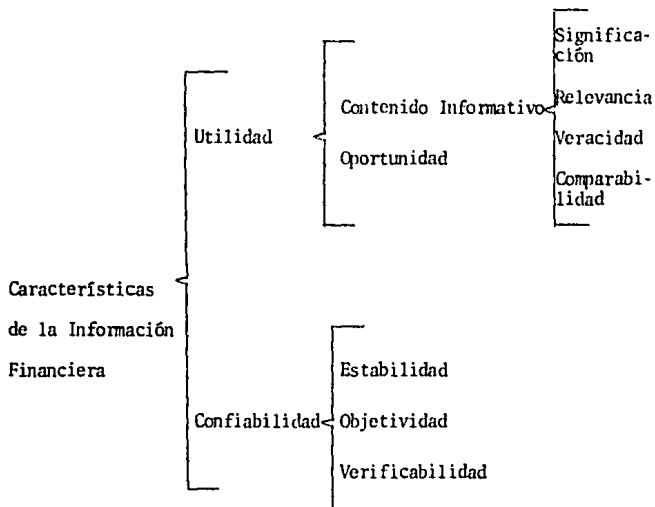 Características
de la Información
Financiera
Utilidad
Contenido Informativo
Oportunidad
Significa-
ción
Relevancia
Veracidad
Comparabi-
lidad
Confiabilidad
Estabilidad
Objetividad
Verificabilidad